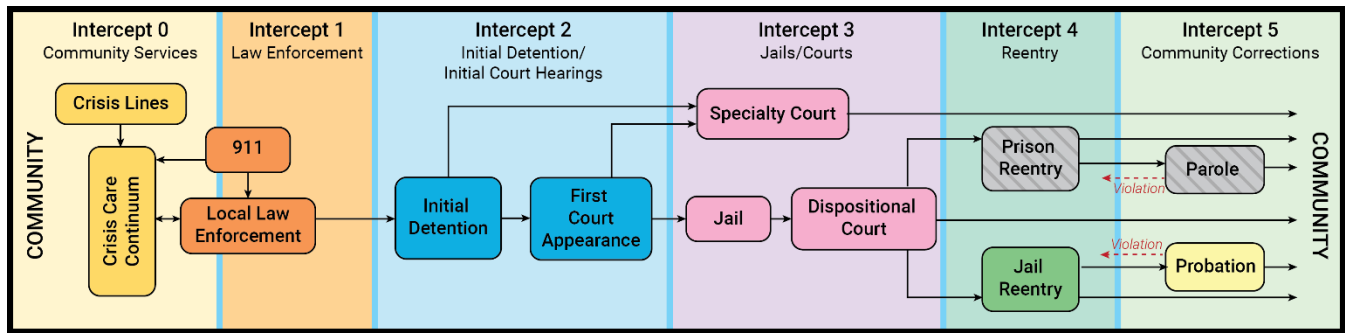 Intercept 0
Community Services
Intercept 1
Law Enforcement
Intercept 2
Initial Detention/
Initial Court Hearings
Intercept 3
Jails/Courts
Intercept 4
Reentry
Intercept 5
Community Corrections
COMMUNITY
Crisis Lines
Crisis Care
Continuum
911
Local Law
Enforcement
Initial
Detention
First
Court
Appearance
Specialty Court
Jail
Dispositional
Court
Prison
Reentry
Violation
Parole
Jail
Reentry
Violation
Probation
COMMUNITY